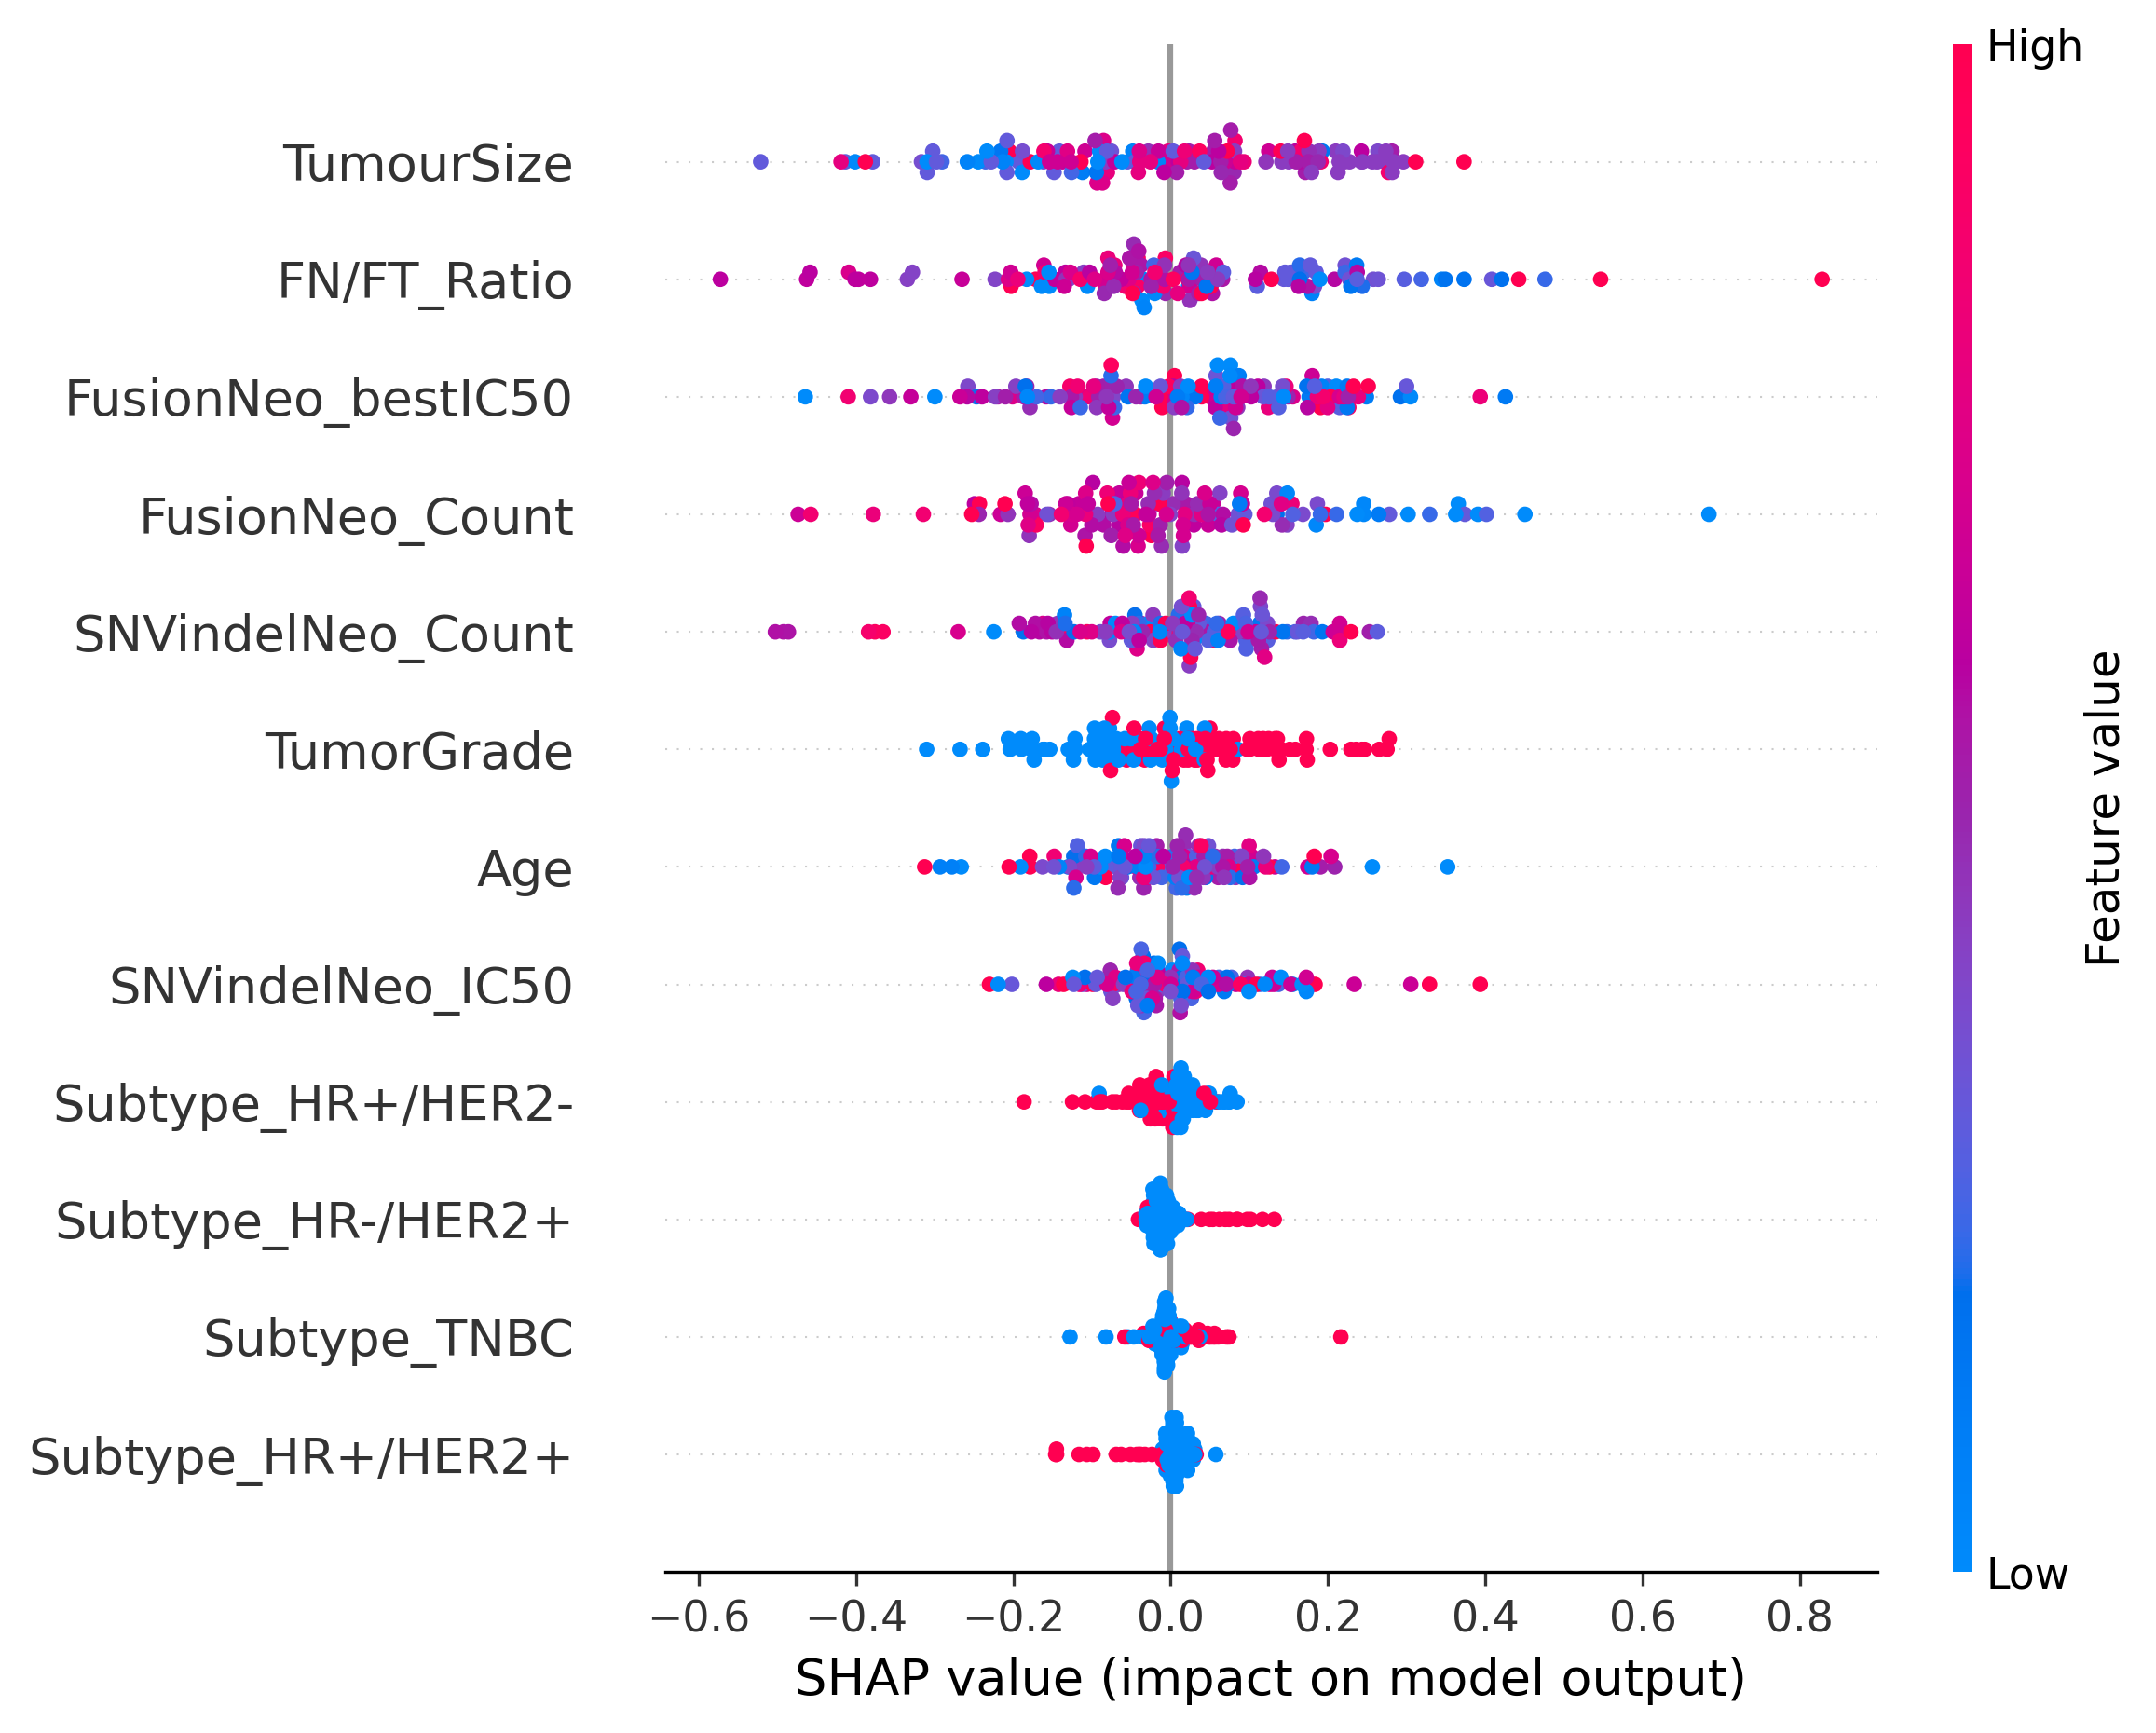 High
TumourSize
FN/FT_Ratio
FusionNeo_bestIC50
FusionNeo_Count
SNVindelNeo_Count
TumorGrade
Age
SNVindelNeo_IC50
Subtype_HR+/HER2-
Subtype_HR-/HER2+
Subtype_TNBC
Subtype_HR+/HER2+
Feature value
Low
−0.6 −0.4 −0.2 0.0 0.2 0.4 0.6 0.8
SHAP value (impact on model output)